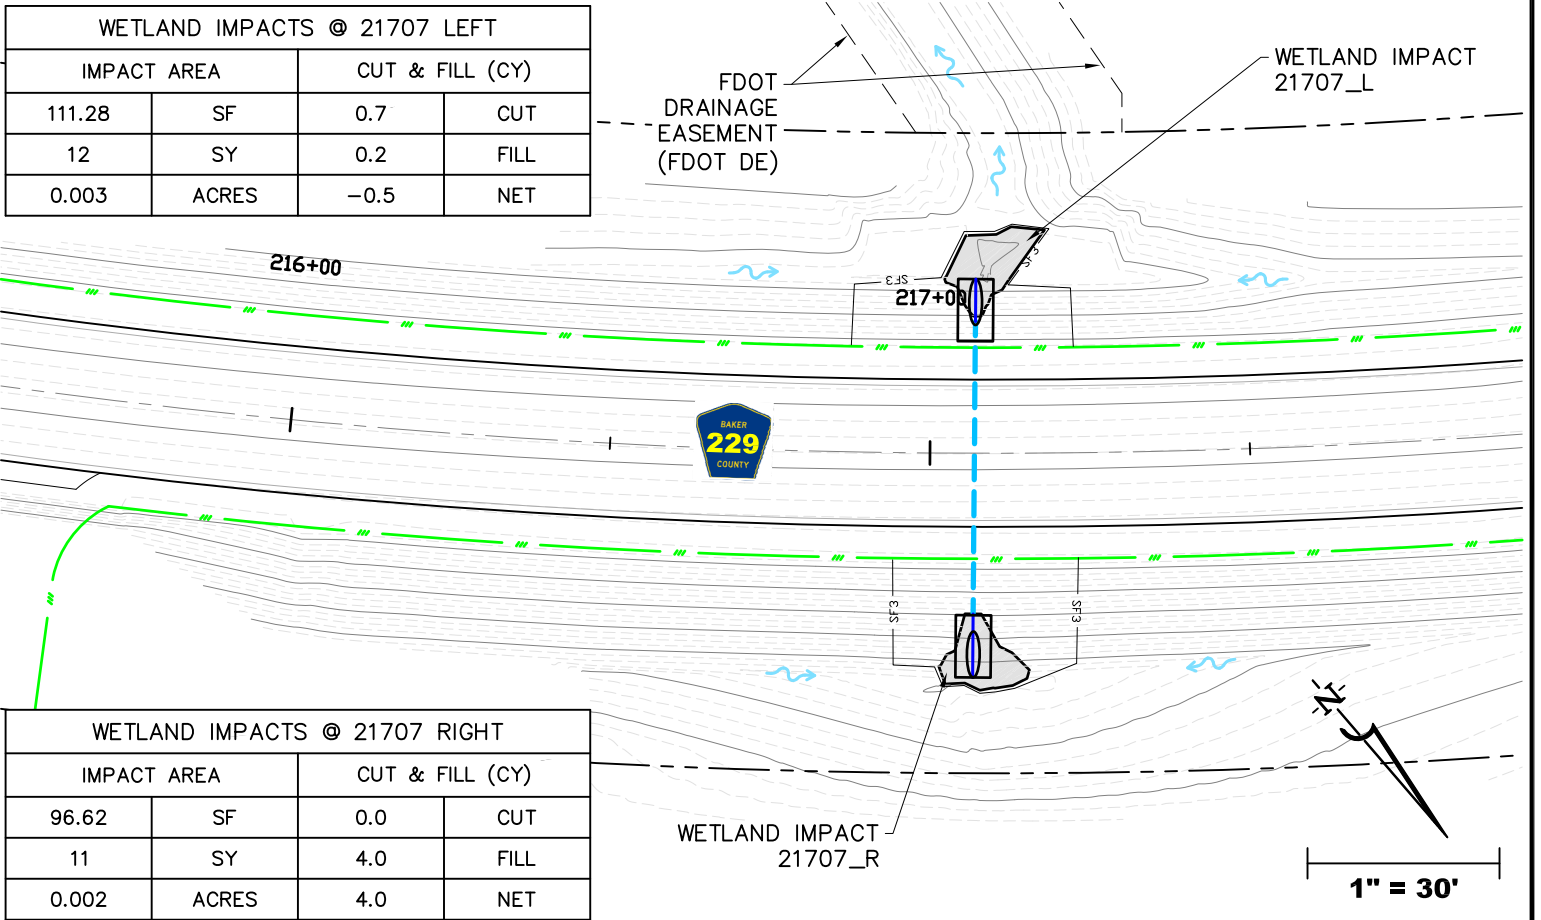 WETLAND IMPACTS @ 21707 LEFT
IMPACT AREA CUT & FILL (CY)
111.28 SF 0.7 CUT
12 SY 0.2 FILL
0.003 ACRES -0.5 NET
FDOT
DRAINAGE
EASEMENT
(FDOT DE)
WETLAND IMPACT
21707_L
216+00
SF3
SF3
217+00
BAKER
229
COUNTY
SF3
SF3
WETLAND IMPACTS @ 21707 RIGHT
IMPACT AREA CUT & FILL (CY)
96.62 SF 0.0 CUT
11 SY 4.0 FILL
0.002 ACRES 4.0 NET
WETLAND IMPACT
21707_R
N
1" = 30'